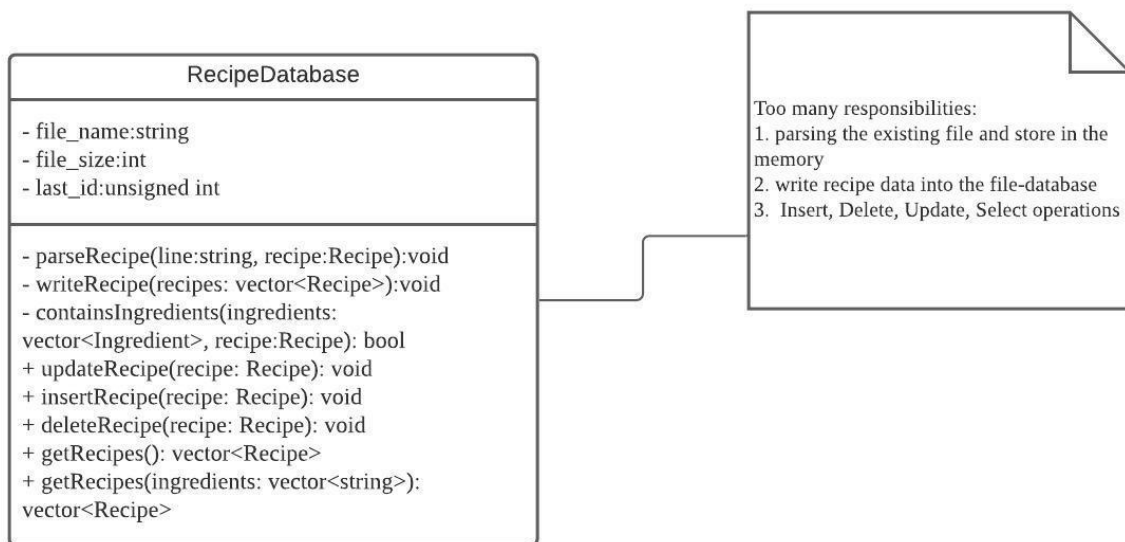 RecipeDatabase
- file_name:string
- file_size:int
- last_id:unsigned int
- parseRecipe(line:string, recipe:Recipe):void
- writeRecipe(recipes: vector<Recipe>):void
- containsIngredients(ingredients:
vector<Ingredient>, recipe:Recipe): bool
+ updateRecipe(recipe: Recipe): void
+ insertRecipe(recipe: Recipe): void
+ deleteRecipe(recipe: Recipe): void
+ getRecipes(): vector<Recipe>
+ getRecipes(ingredients: vector<string>):
vector<Recipe>
Too many responsibilities:
1. parsing the existing file and store in the
memory
2. write recipe data into the file-database
3. Insert, Delete, Update, Select operations